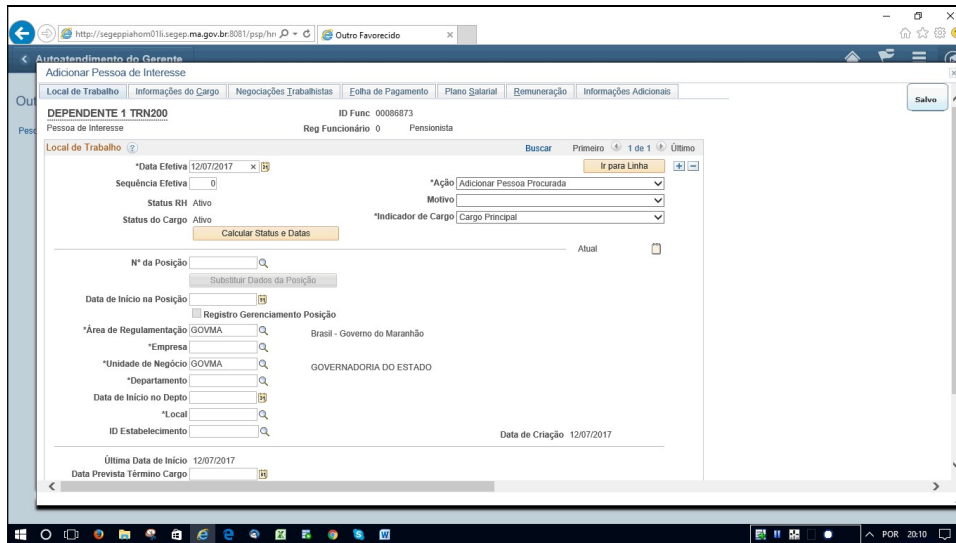 http://segeppiahom01li.segep.ma.gov.br:8081/psp/hr
Outro Favorecido
Autoatendimento do Gerente
Adicionar Pessoa de Interesse
Local de Trabalho Informações do Cargo Negociações Trabalhistas Folha de Pagamento Plano Salarial Remuneração Informações Adicionais
Salvo
Out
Pesq
DEPENDENTE 1 TRN200 ID Func 00086873
Pessoa de Interesse Reg Funcionário 0 Pensionista
Local de Trabalho ? Buscar Primeiro 1 de 1 Último
*Data Efetiva 12/07/2017 Ir para Linha
Sequência Efetiva 0 *Ação Adicionar Pessoa Procurada
Status RH Ativo Motivo
Status do Cargo Ativo *Indicador de Cargo Cargo Principal
Calcular Status e Datas
Atual
Nº da Posição
Substituir Dados da Posição
Data de Início na Posição
Registro Gerenciamento Posição
*Área de Regulamentação GOVMA Brasil - Governo do Maranhão
*Empresa
*Unidade de Negócio GOVMA GOVERNADORIA DO ESTADO
*Departamento
Data de Início no Depto
*Local
ID Estabelecimento Data de Criação 12/07/2017
Última Data de Início 12/07/2017
Data Prevista Término Cargo
POR 20:10